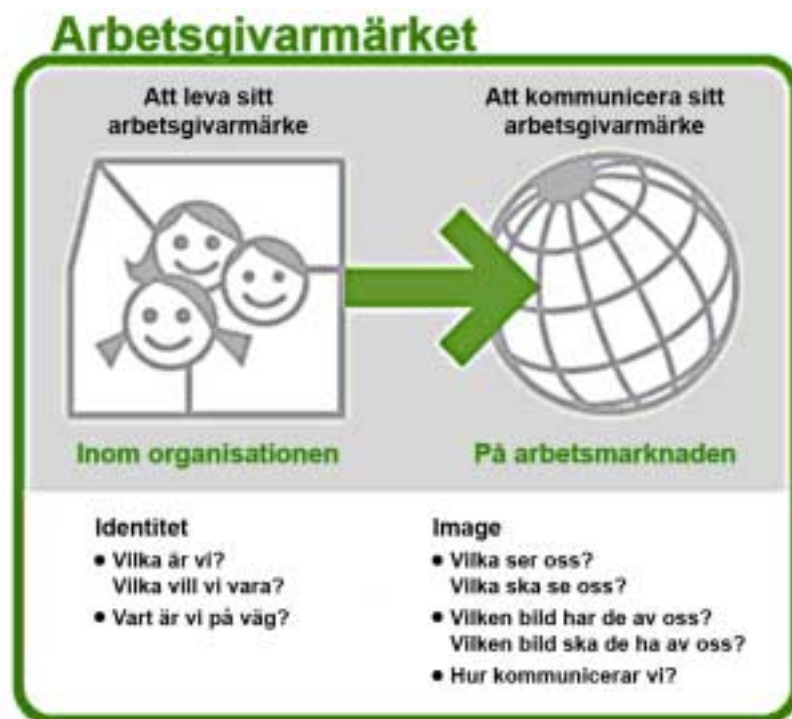 Arbetsgivarmärket
Att leva sitt
arbetsgivarmärke
Att kommunicera sitt
arbetsgivarmärke
Inom organisationen
På arbetsmarknaden
Identitet
• Vilka är vi?
Vilka vill vi vara?
• Vart är vi på väg?
Image
• Vilka ser oss?
Vilka ska se oss?
• Vilken bild har de av oss?
Vilken bild ska de ha av oss?
• Hur kommunicerar vi?